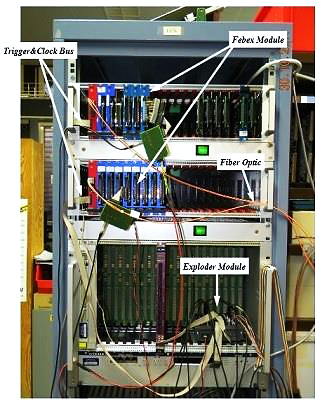 Trigger&Clock Bus
Febex Module
Fiber Optic
Exploder Module